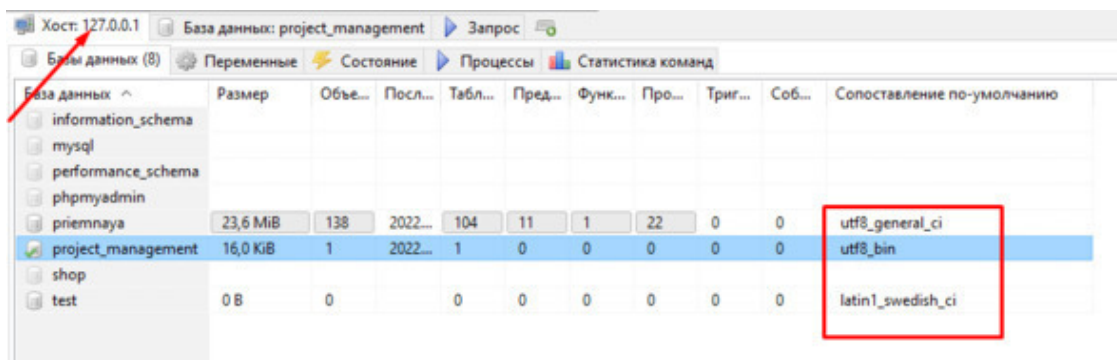 Хост: 127.0.0.1 База данных: project_management Запрос
Базы данных (8) Переменные Состояние Процессы Статистика команд
База данных Размер Объе... Посл... Табл... Пред... Функ... Про... Триг... Соб... Сопоставление по-умолчанию
information_schema
mysql
performance_schema
phpmyadmin
priemnaya 23,6 MiB 138 2022... 104 11 1 22 0 0 utf8_general_ci
project_management 16,0 KiB 1 2022... 1 0 0 0 0 0 utf8_bin
shop
test 0 B 0 0 0 0 0 0 0 latin1_swedish_ci